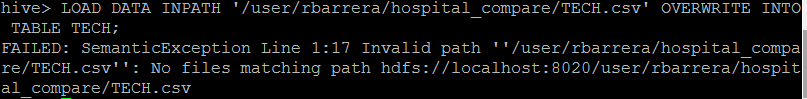 hive> LOAD DATA INPATH '/user/rbarrera/hospital_compare/TECH.csv' OVERWRITE INTO
 TABLE TECH;
FAILED: SemanticException Line 1:17 Invalid path ''/user/rbarrera/hospital_compa
re/TECH.csv'': No files matching path hdfs://localhost:8020/user/rbarrera/hospit
al_compare/TECH.csv